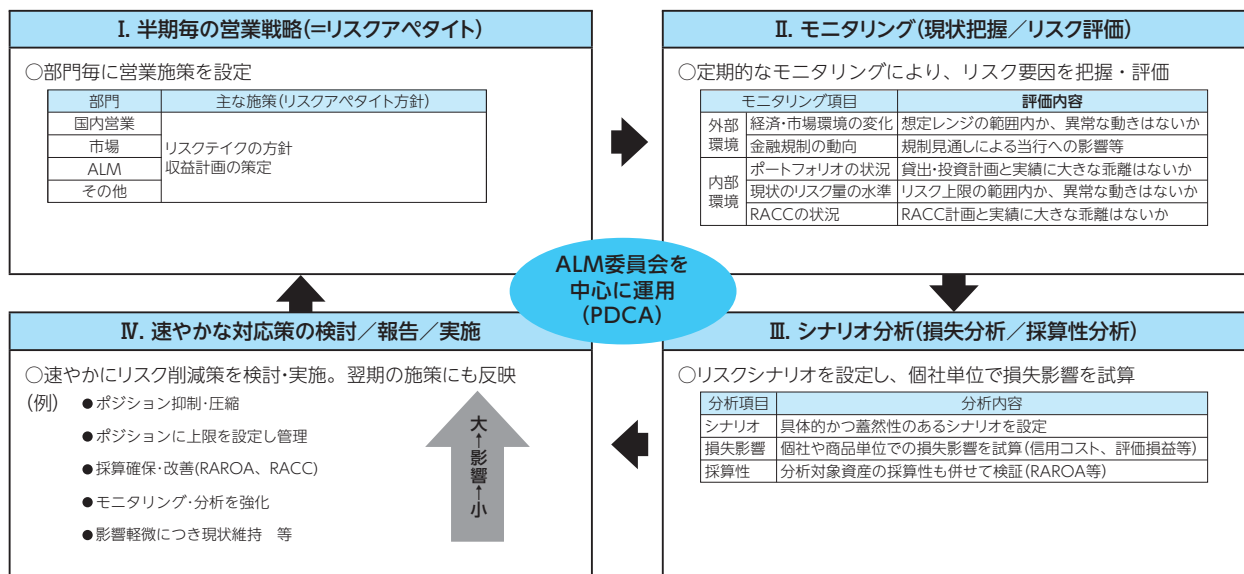 Ⅰ. 半期毎の営業戦略(=リスクアペタイト)
○部門毎に営業施策を設定
部門 主な施策(リスクアペタイト方針)
国内営業
市場
ALM
その他
リスクテイクの方針
収益計画の策定
Ⅱ. モニタリング(現状把握／リスク評価)
○定期的なモニタリングにより、リスク要因を把握・評価
モニタリング項目 評価内容
外部環境
経済・市場環境の変化 想定レンジの範囲内か、異常な動きはないか
金融規制の動向 規制見通しによる当行への影響等
内部環境
ポートフォリオの状況 貸出・投資計画と実績に大きな乖離はないか
現状のリスク量の水準 リスク上限の範囲内か、異常な動きはないか
RACCの状況 RACC計画と実績に大きな乖離はないか
ALM委員会を
中心に運用
(PDCA)
Ⅲ. シナリオ分析(損失分析／採算性分析)
○リスクシナリオを設定し、個社単位で損失影響を試算
分析項目 分析内容
シナリオ 具体的かつ蓋然性のあるシナリオを設定
損失影響 個社や商品単位での損失影響を試算(信用コスト、評価損益等)
採算性 分析対象資産の採算性も併せて検証(RAROA等)
Ⅳ. 速やかな対応策の検討／報告／実施
○速やかにリスク削減策を検討・実施。翌期の施策にも反映
(例) ●ポジション抑制・圧縮
●ポジションに上限を設定し管理
●採算確保・改善(RAROA、RACC)
●モニタリング・分析を強化
●影響軽微につき現状維持　等
大←影響→小